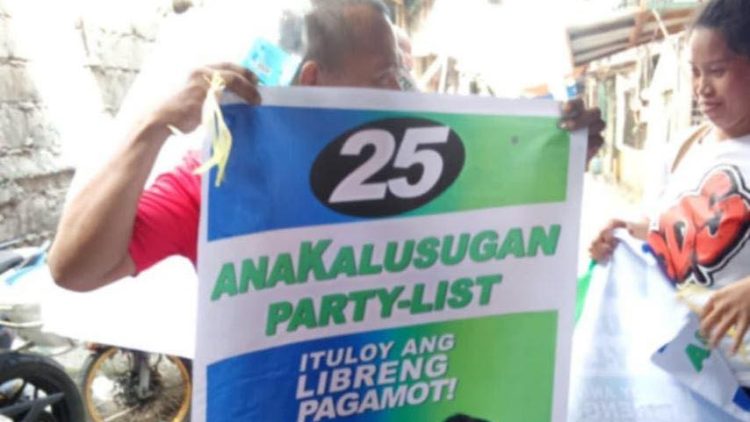 25
ANAKALUSUGAN
PARTY-LIST
ITULOY ANG
LIBRENG
PAGAMOT!